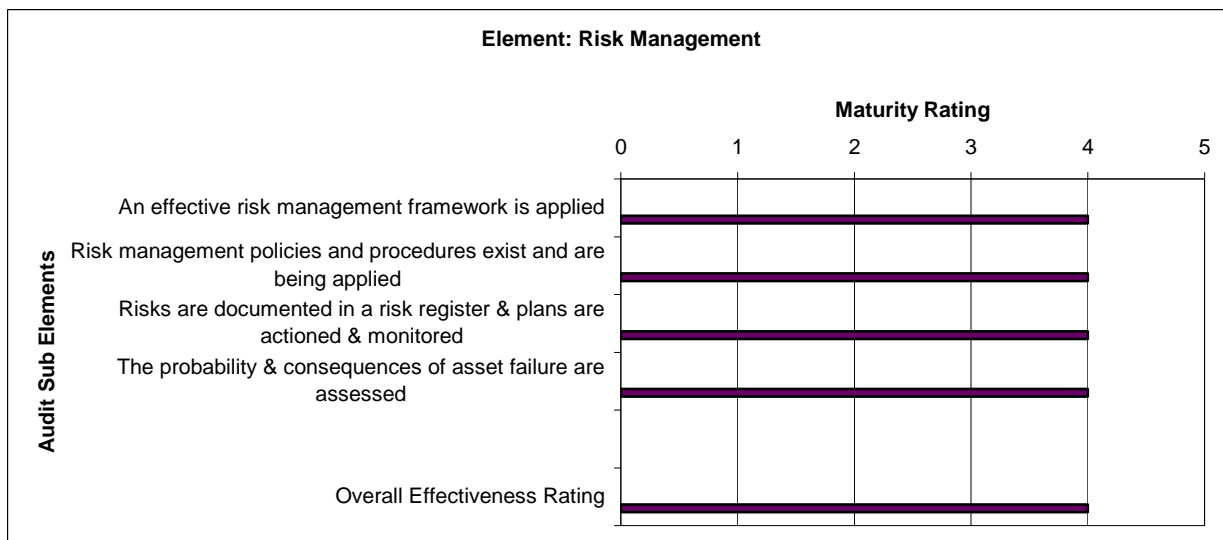 Element: Risk Management
Maturity Rating
0 1 2 3 4 5
An effective risk management framework is applied
Risk management policies and procedures exist and are
being applied
Risks are documented in a risk register & plans are
actioned & monitored
The probability & consequences of asset failure are
assessed
Overall Effectiveness Rating
Audit Sub Elements